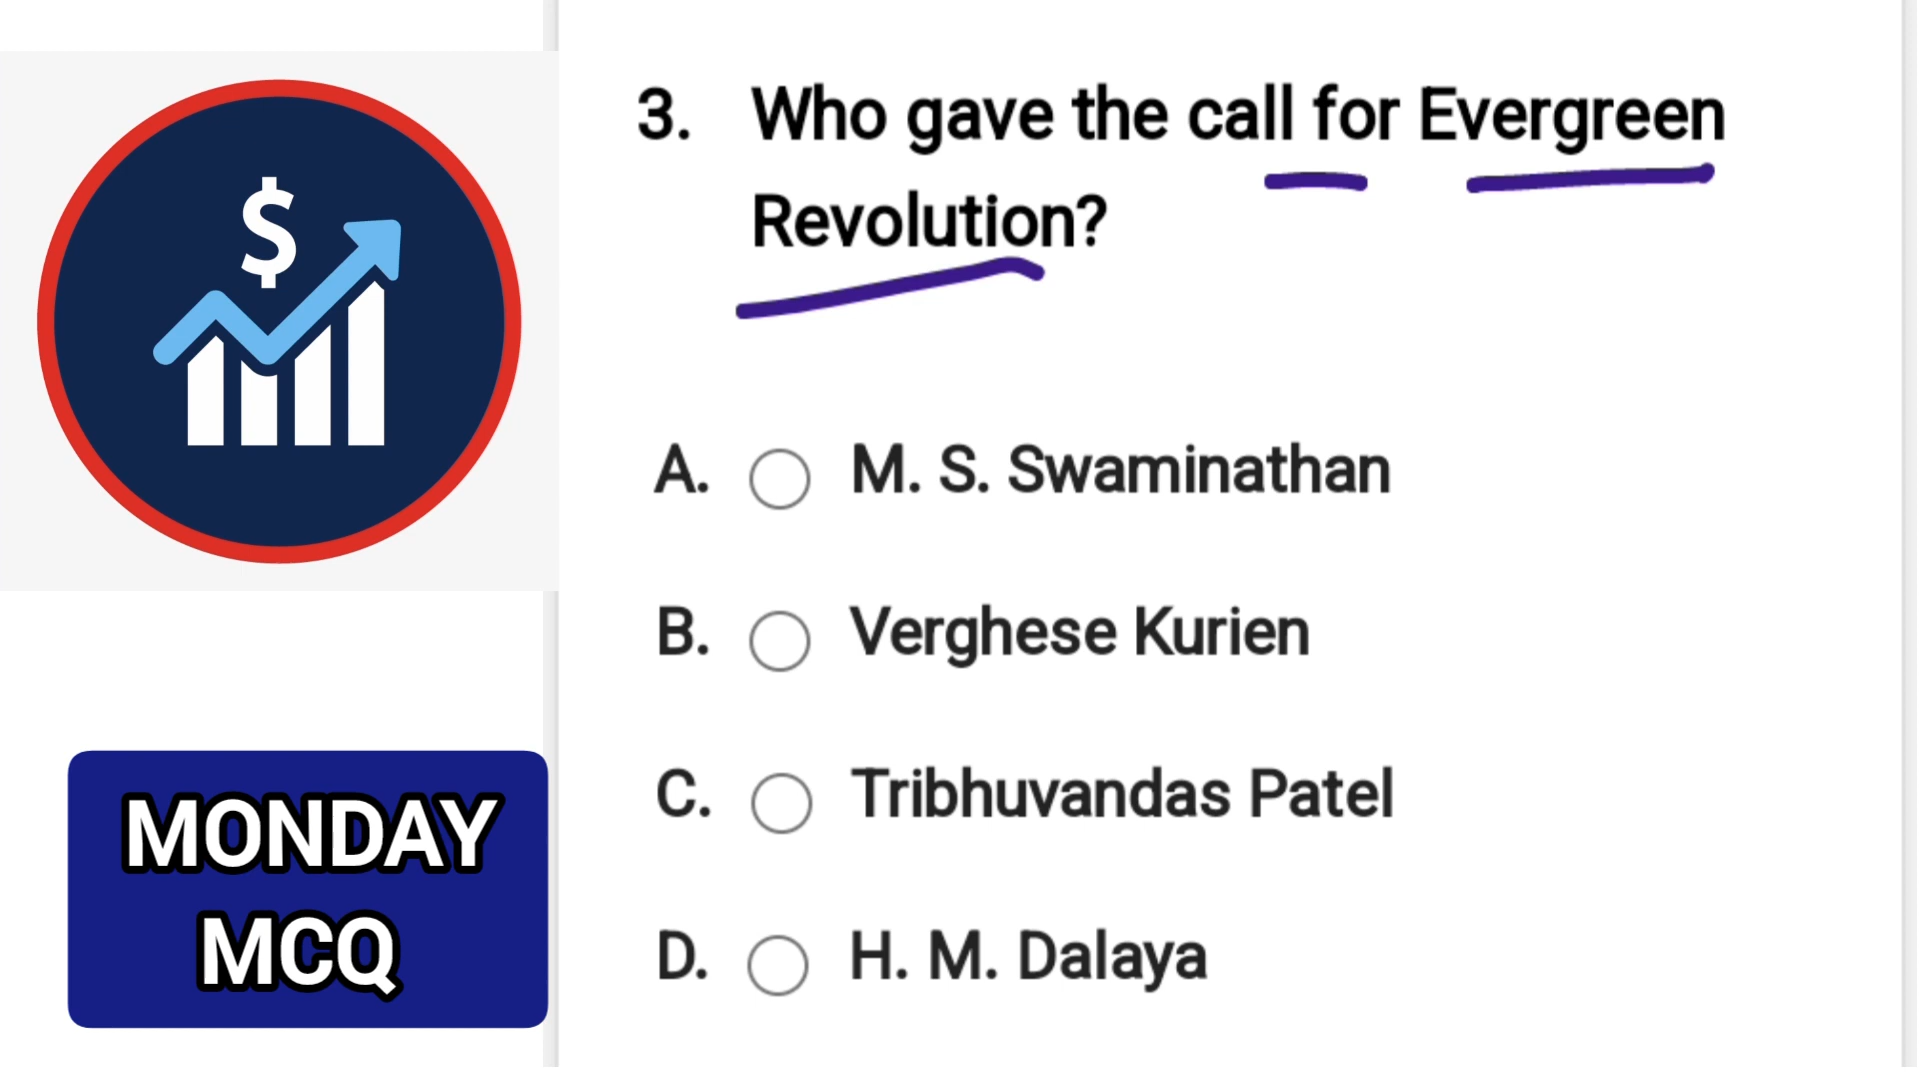 3. Who gave the call for Evergreen
Revolution?
A. M. S. Swaminathan
B. Verghese Kurien
C. Tribhuvandas Patel
D. H. M. Dalaya
$
MONDAY
MCQ